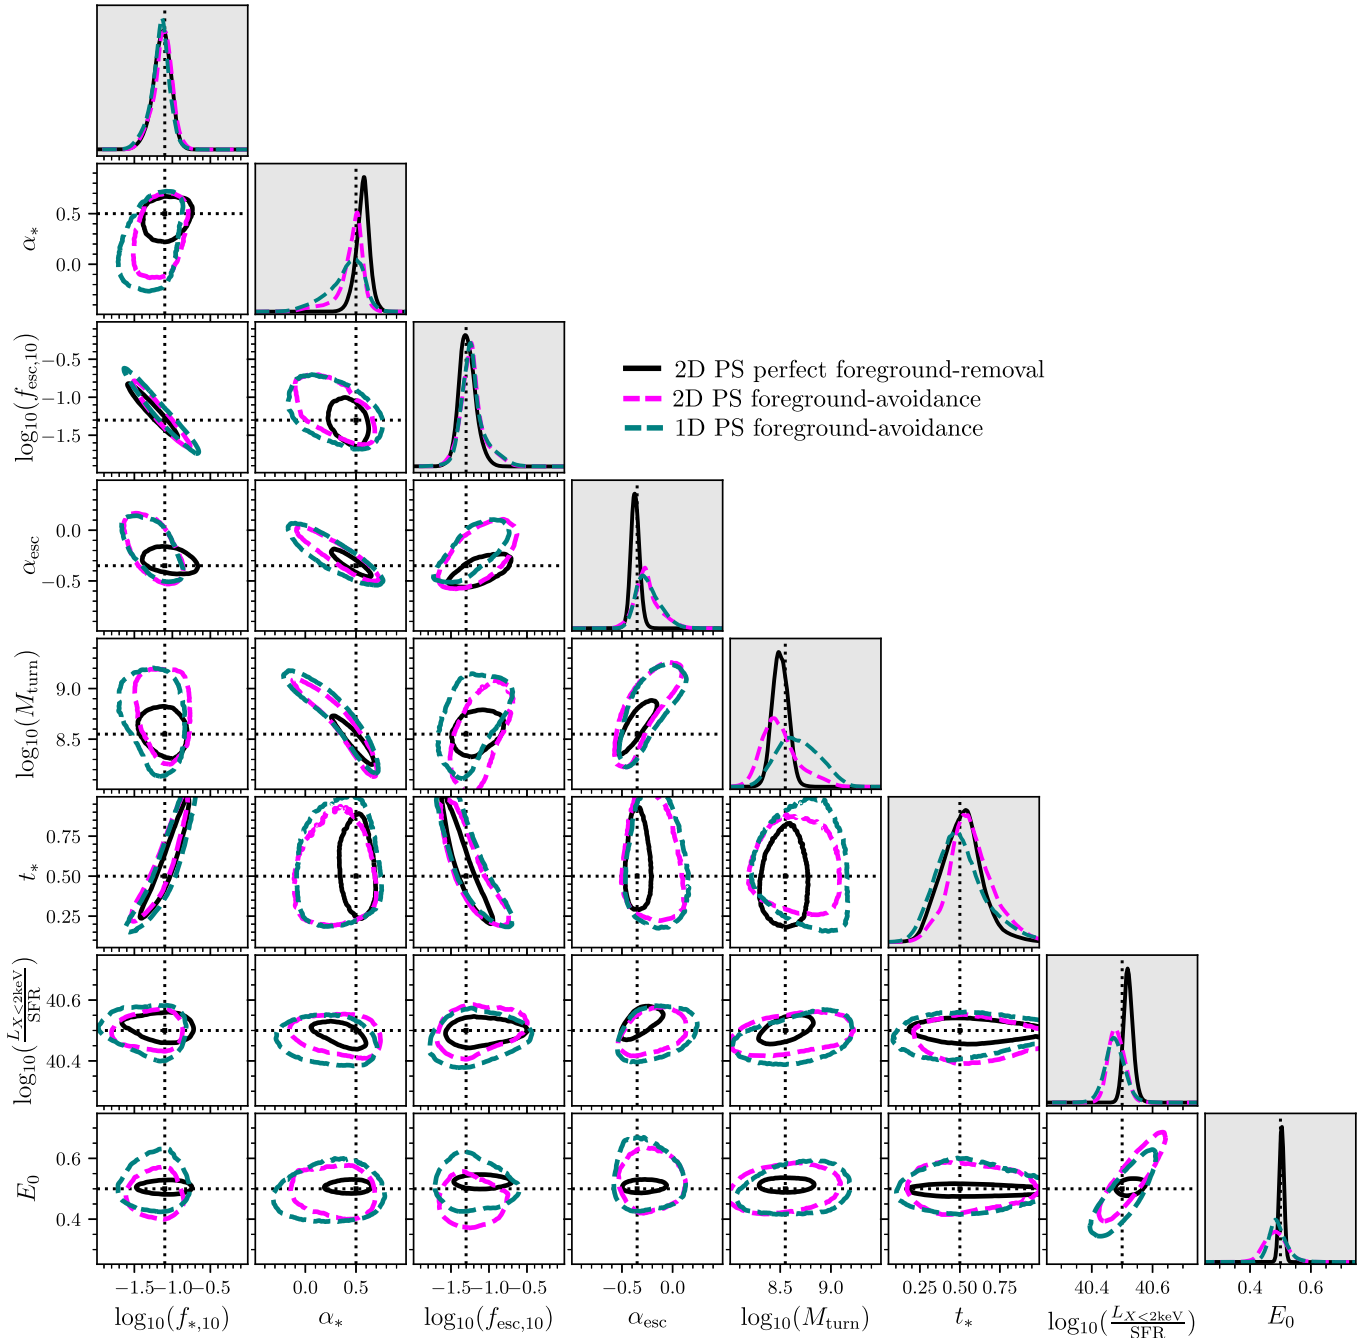 α*
0.5
0.0
log10(fesc,10)
−0.5
−1.0
−1.5
2D PS perfect foreground-removal
2D PS foreground-avoidance
1D PS foreground-avoidance
αesc
0.0
−0.5
log10(Mturn)
9.0
8.5
t*
0.75
0.50
0.25
log10(LX<2keV/SFR)
40.6
40.4
E0
0.6
0.4
−1.5 −1.0 −0.5 0.0 0.5 −1.5 −1.0 −0.5 −0.5 0.0 8.5 9.0 0.25 0.50 0.75 40.4 40.6 0.4 0.6
log10(f*,10) α* log10(fesc,10) αesc log10(Mturn) t* log10(LX<2keV/SFR) E0